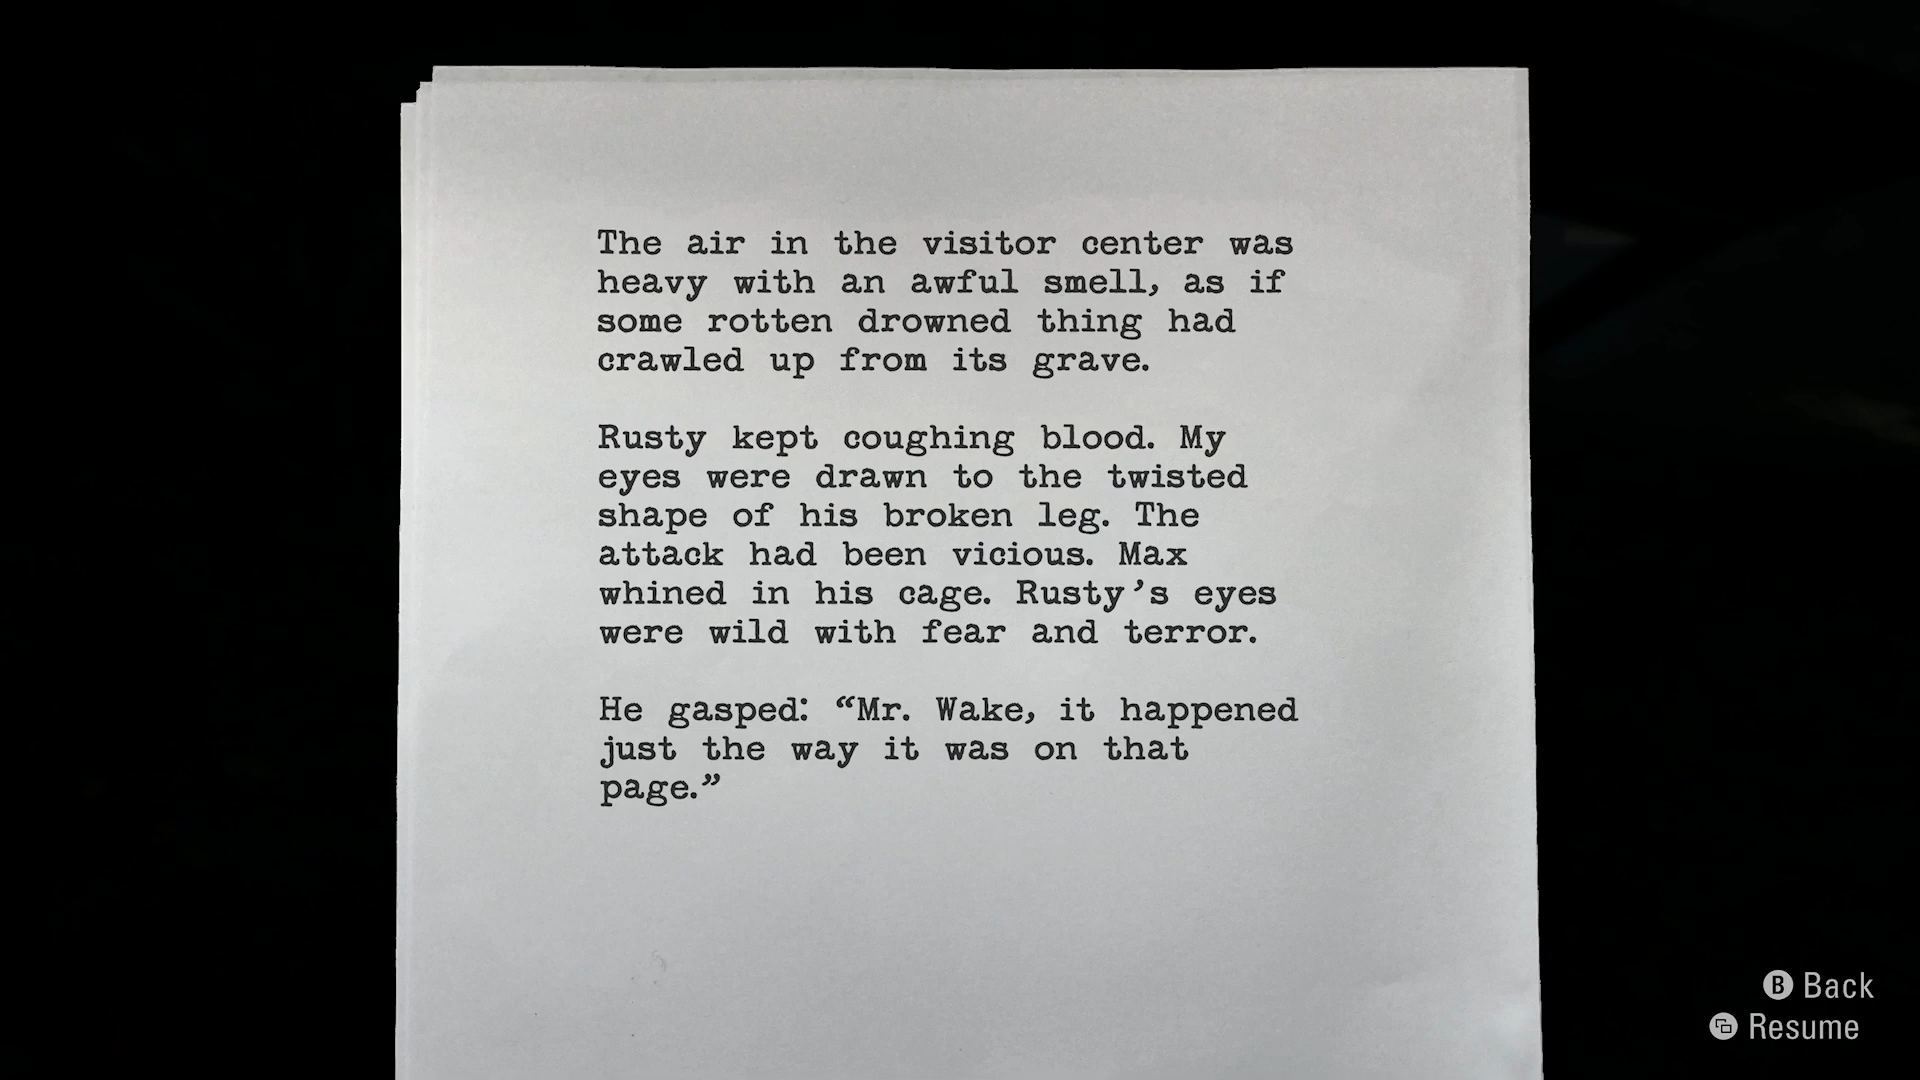 The air in the visitor center was
heavy with an awful smell, as if
some rotten drowned thing had
crawled up from its grave.
Rusty kept coughing blood. My
eyes were drawn to the twisted
shape of his broken leg. The
attack had been vicious. Max
whined in his cage. Rusty’s eyes
were wild with fear and terror.
He gasped: “Mr. Wake, it happened
just the way it was on that
page.”
B Back
Resume